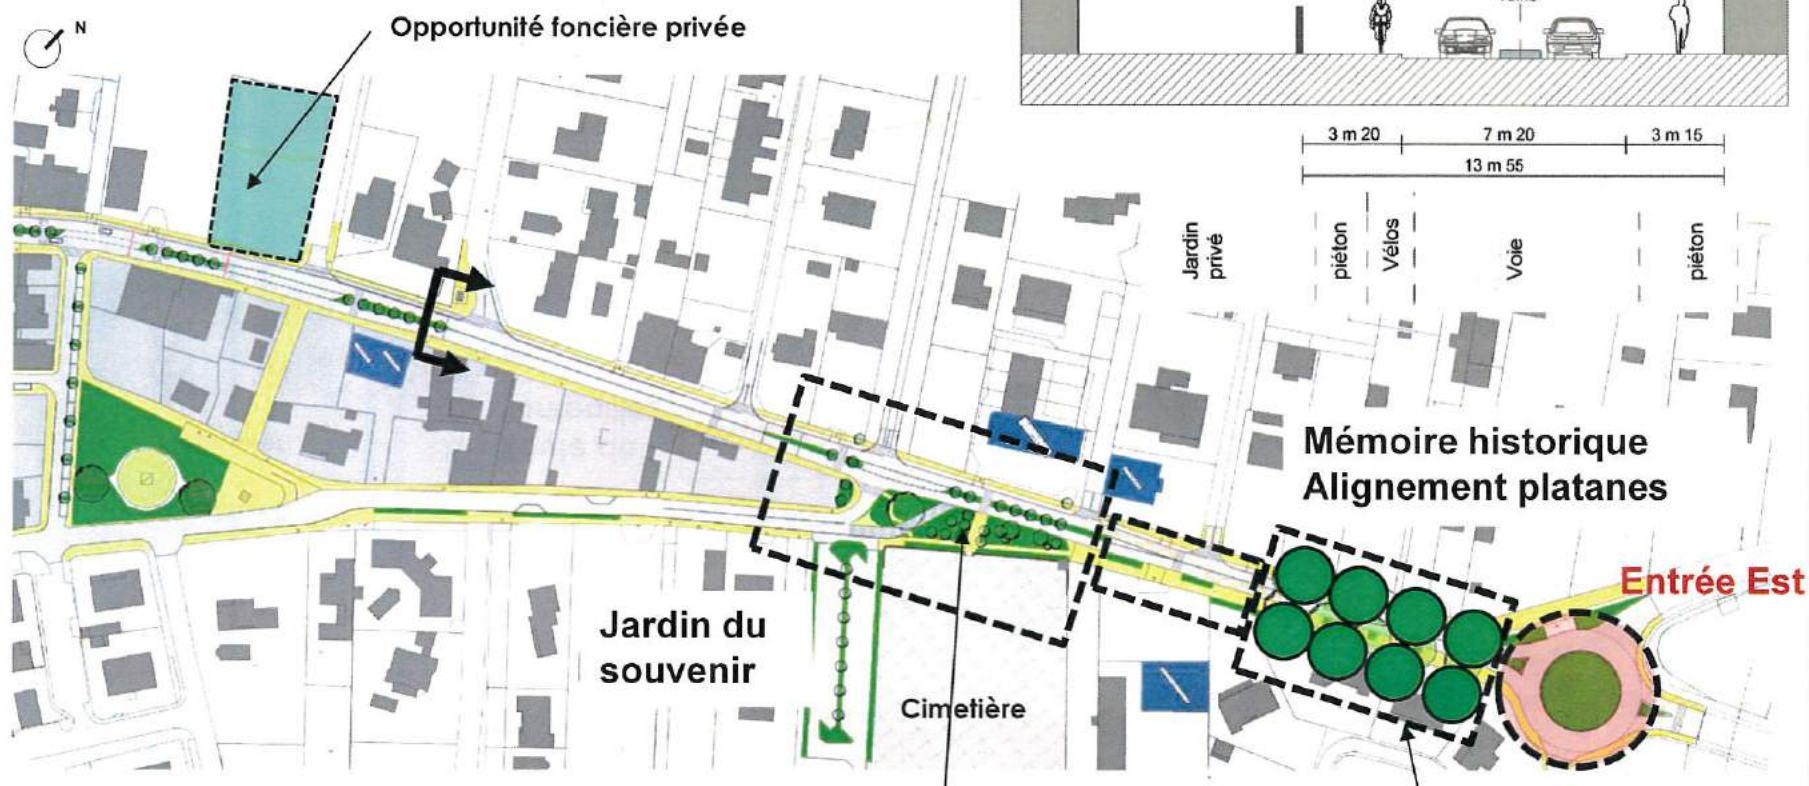 N
Opportunité foncière privée
3 m 20
7 m 20
3 m 15
13 m 55
Jardin
privé
piéton
Vélos
Voie
piéton
Mémoire historique
Alignement platanes
Entrée Est
Jardin du
souvenir
Cimetière